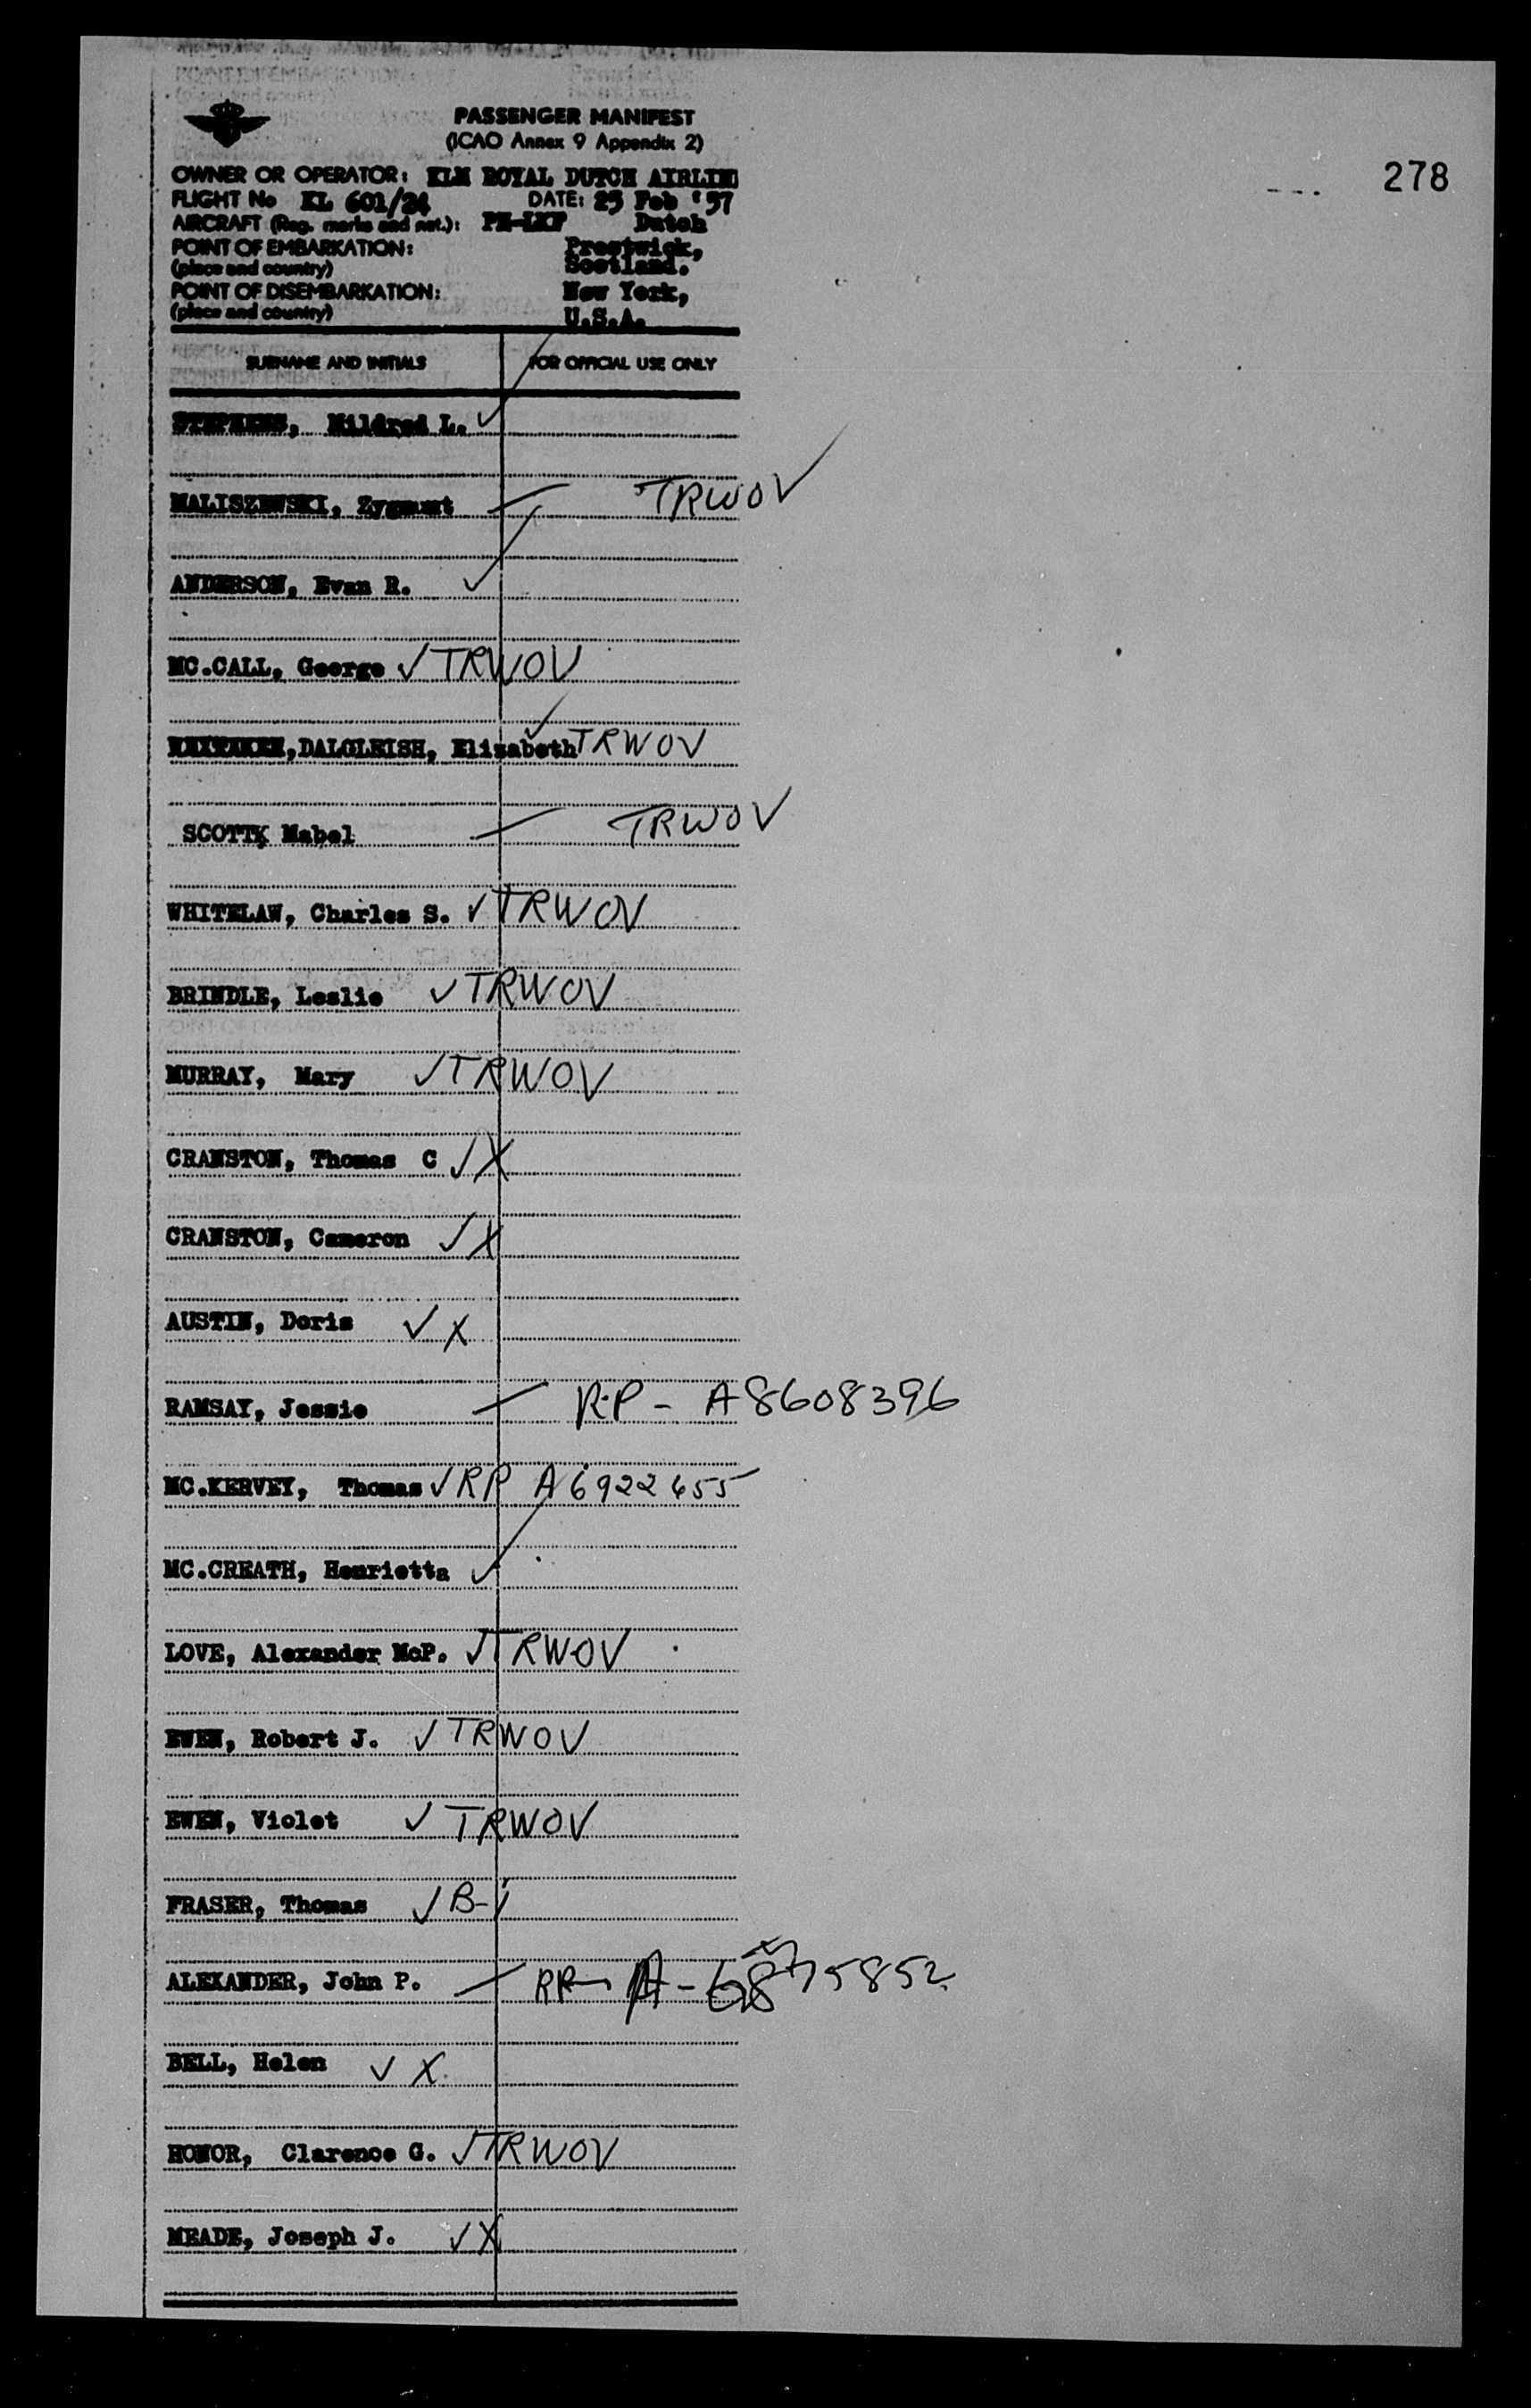 PASSENGER MANIFEST
(ICAO Annex 9 Appendix 2)
278
OWNER OR OPERATOR: KLM ROYAL DUTCH AIRLIN
FLIGHT No KL 601/24 DATE: 25 Feb '57
AIRCRAFT (Reg. marks and nat.): Dutch
POINT OF EMBARKATION: Prestwick,
(place and country) Scotland.
POINT OF DISEMBARKATION: New York,
(place and country) U.S.A.
SURNAME AND INITIALS FOR OFFICIAL USE ONLY
STEPHENS, Mildred L. ✓
MALISZEWSKI, Zygmunt — TRWOV
ANDERSON, Evan R. ✓
MC.CALL, George ✓ TRWOV
DALGLEISH, Elizabeth ✓ TRWOV
SCOTT Mabel — TRWOV
WHITELAW, Charles S. ✓ TRWOV
BRINDLE, Leslie ✓ TRWOV
MURRAY, Mary ✓ TRWOV
CRANSTON, Thomas C ✓ X
CRANSTON, Cameron ✓ X
AUSTIN, Doris ✓ X
RAMSAY, Jessie — RP - A8608396
MC.KERVEY, Thomas ✓ RP A6922655
MC.CREATH, Henrietta ✓
LOVE, Alexander McP. ✓ TRWOV
EWEN, Robert J. ✓ TRWOV
EWEN, Violet ✓ TRWOV
FRASER, Thomas ✓ B-1
ALEXANDER, John P. — RP
BELL, Helen ✓ X
HONOR, Clarence G. ✓ TRWOV
MEADE, Joseph J. ✓ X